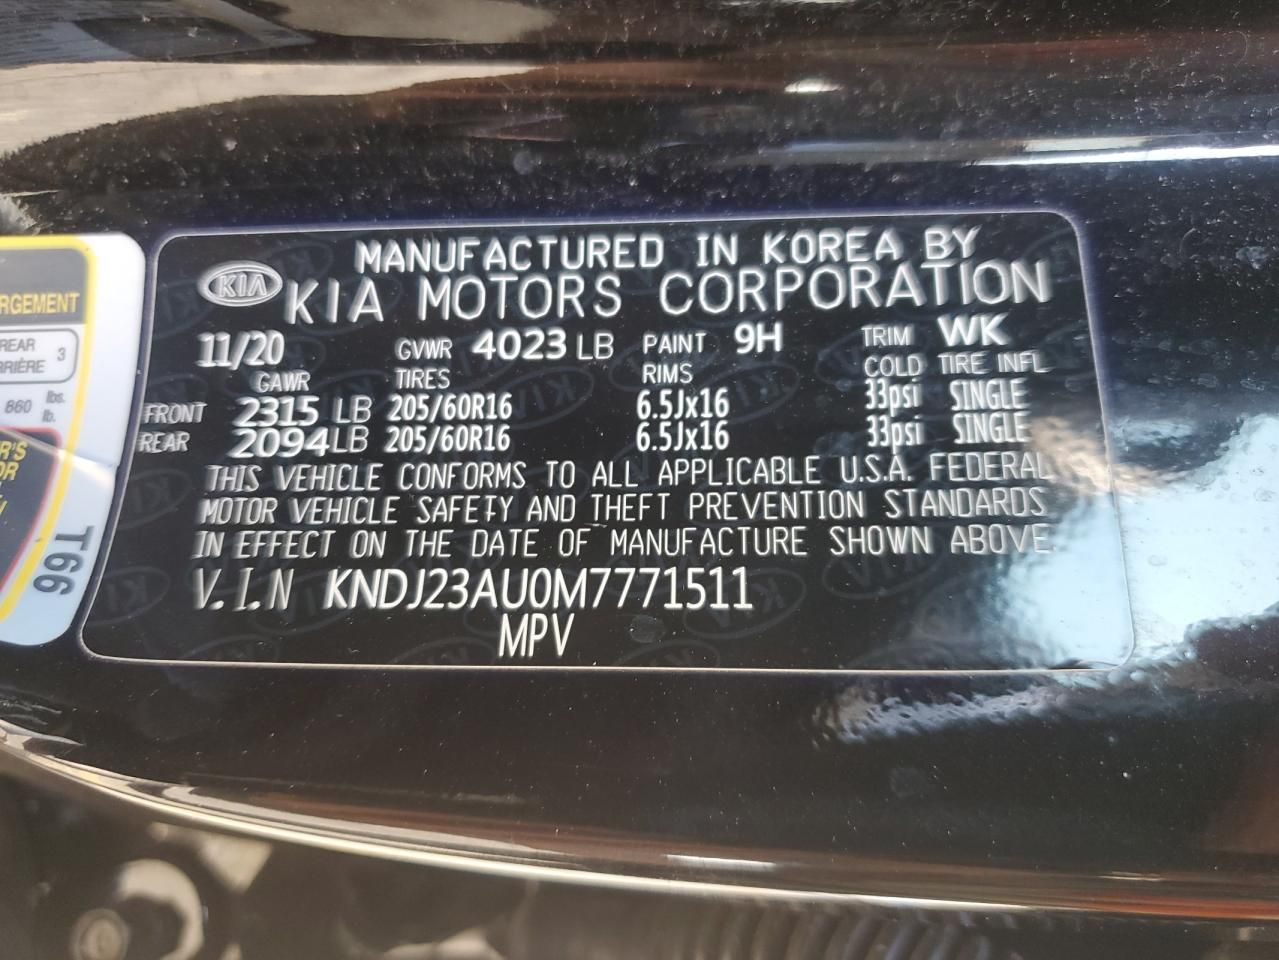 MANUFACTURED IN KOREA BY
KIA KIA MOTORS CORPORATION
11/20 GVWR 4023 LB PAINT 9H TRIM WK
GAWR TIRES RIMS COLD TIRE INFL
FRONT 2315 LB 205/60R16 6.5Jx16 33psi SINGLE
REAR 2094 LB 205/60R16 6.5Jx16 33psi SINGLE
THIS VEHICLE CONFORMS TO ALL APPLICABLE U.S.A. FEDERAL
MOTOR VEHICLE SAFETY AND THEFT PREVENTION STANDARDS
IN EFFECT ON THE DATE OF MANUFACTURE SHOWN ABOVE.
V.I.N KNDJ23AU0M7771511
MPV
REAR 3
860 lbs.
lb.
T66